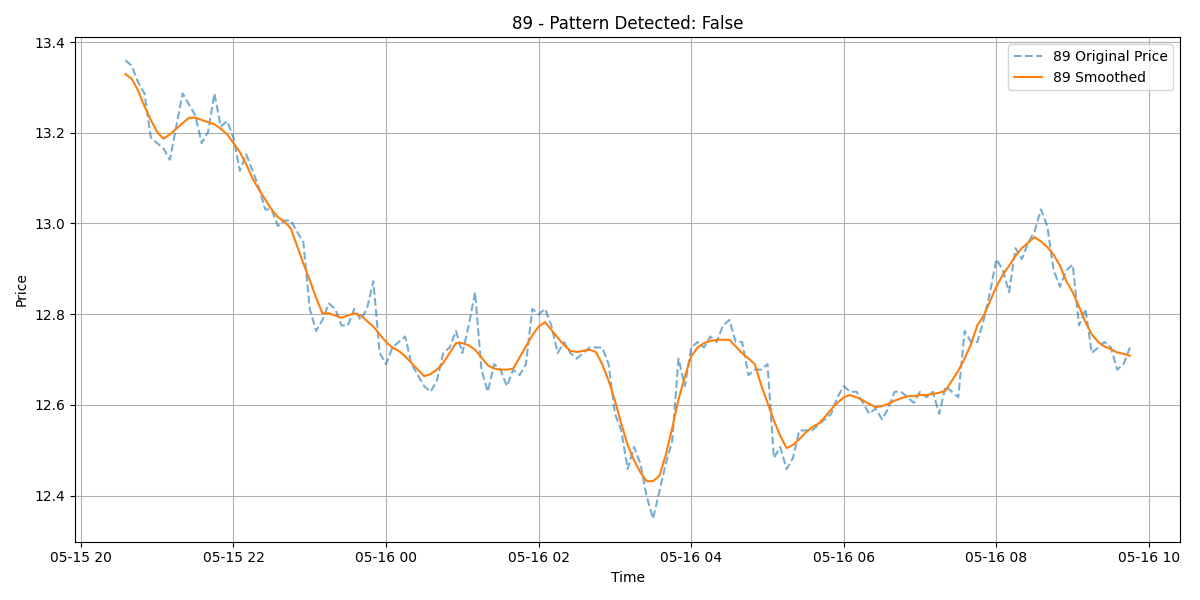 89 - Pattern Detected: False
89 Original Price
89 Smoothed
Price
13.4
13.2
13.0
12.8
12.6
12.4
05-15 20 05-15 22 05-16 00 05-16 02 05-16 04 05-16 06 05-16 08 05-16 10
Time